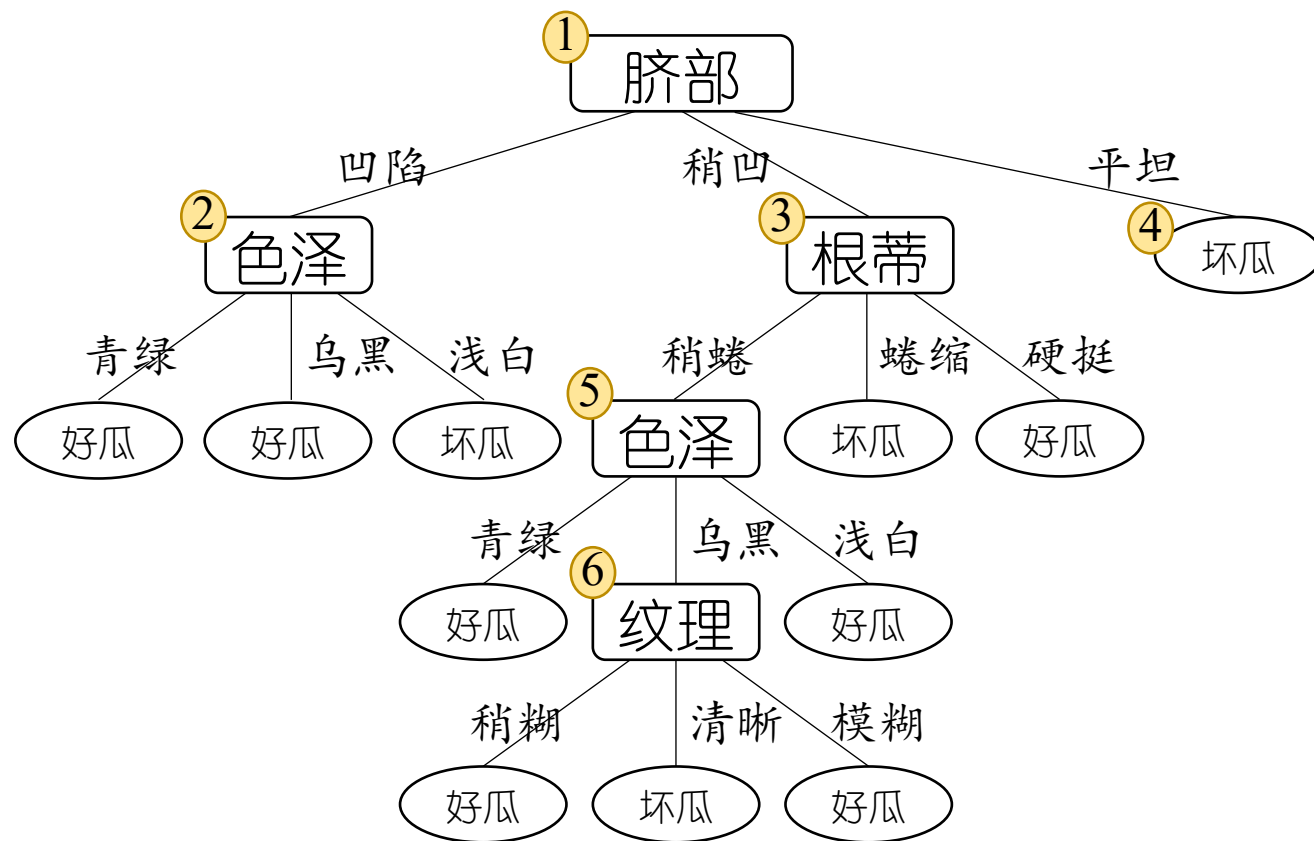 1
脐部
凹陷
稍凹
平坦
2
色泽
3
根蒂
4
坏瓜
青绿
乌黑
浅白
稍蜷
蜷缩
硬挺
好瓜
好瓜
坏瓜
5
色泽
坏瓜
好瓜
青绿
乌黑
浅白
好瓜
6
纹理
好瓜
稍糊
清晰
模糊
好瓜
坏瓜
好瓜